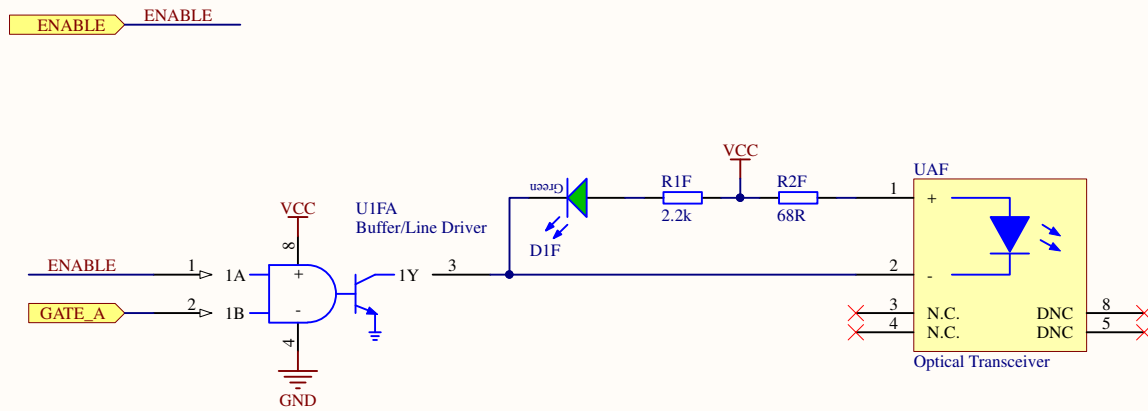 ENABLE
ENABLE
VCC
UAF
Green
R1F
R2F
1
+
2.2k
68R
VCC
U1FA
Buffer/Line Driver
D1F
8
ENABLE
1
1A
+
1Y
3
2
-
GATE_A
2
1B
-
3
N.C.
DNC
8
4
N.C.
DNC
5
4
Optical Transceiver
GND